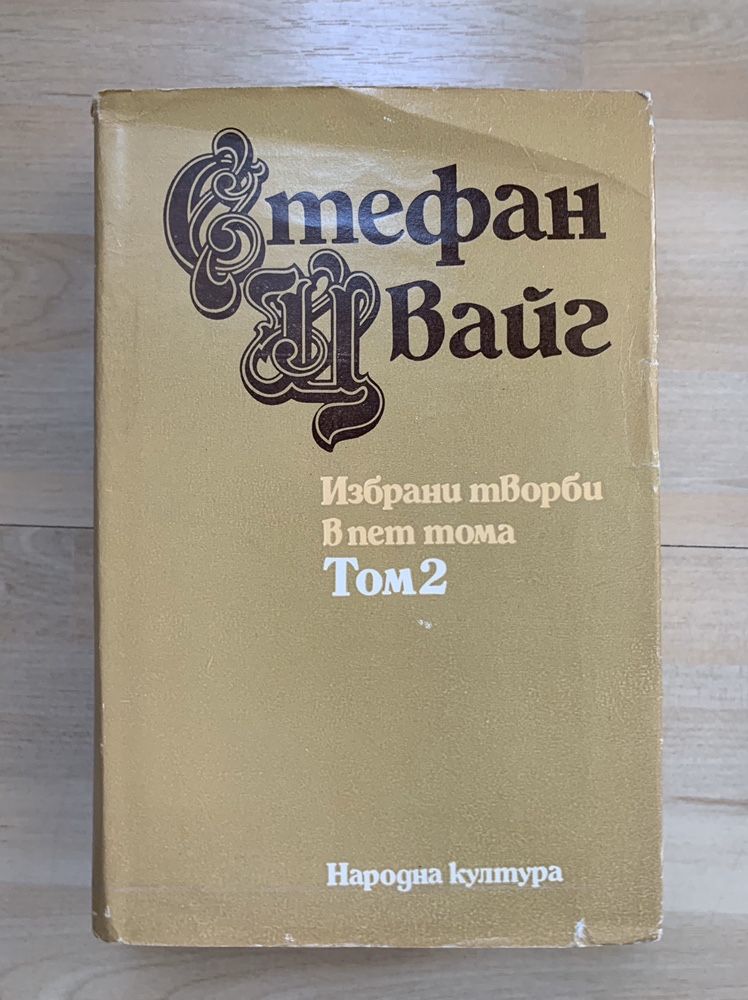 Стефан
Цвайг
Избрани творби
в пет тома
Том 2
Народна култура